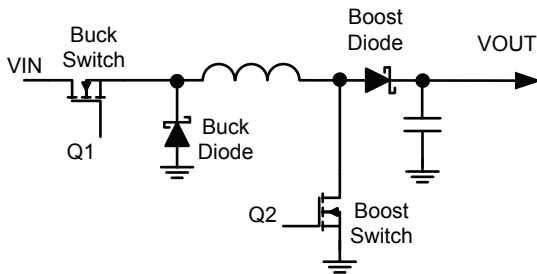 Buck
Switch
Boost
Diode
VIN
VOUT
Q1
Buck
Diode
Q2
Boost
Switch